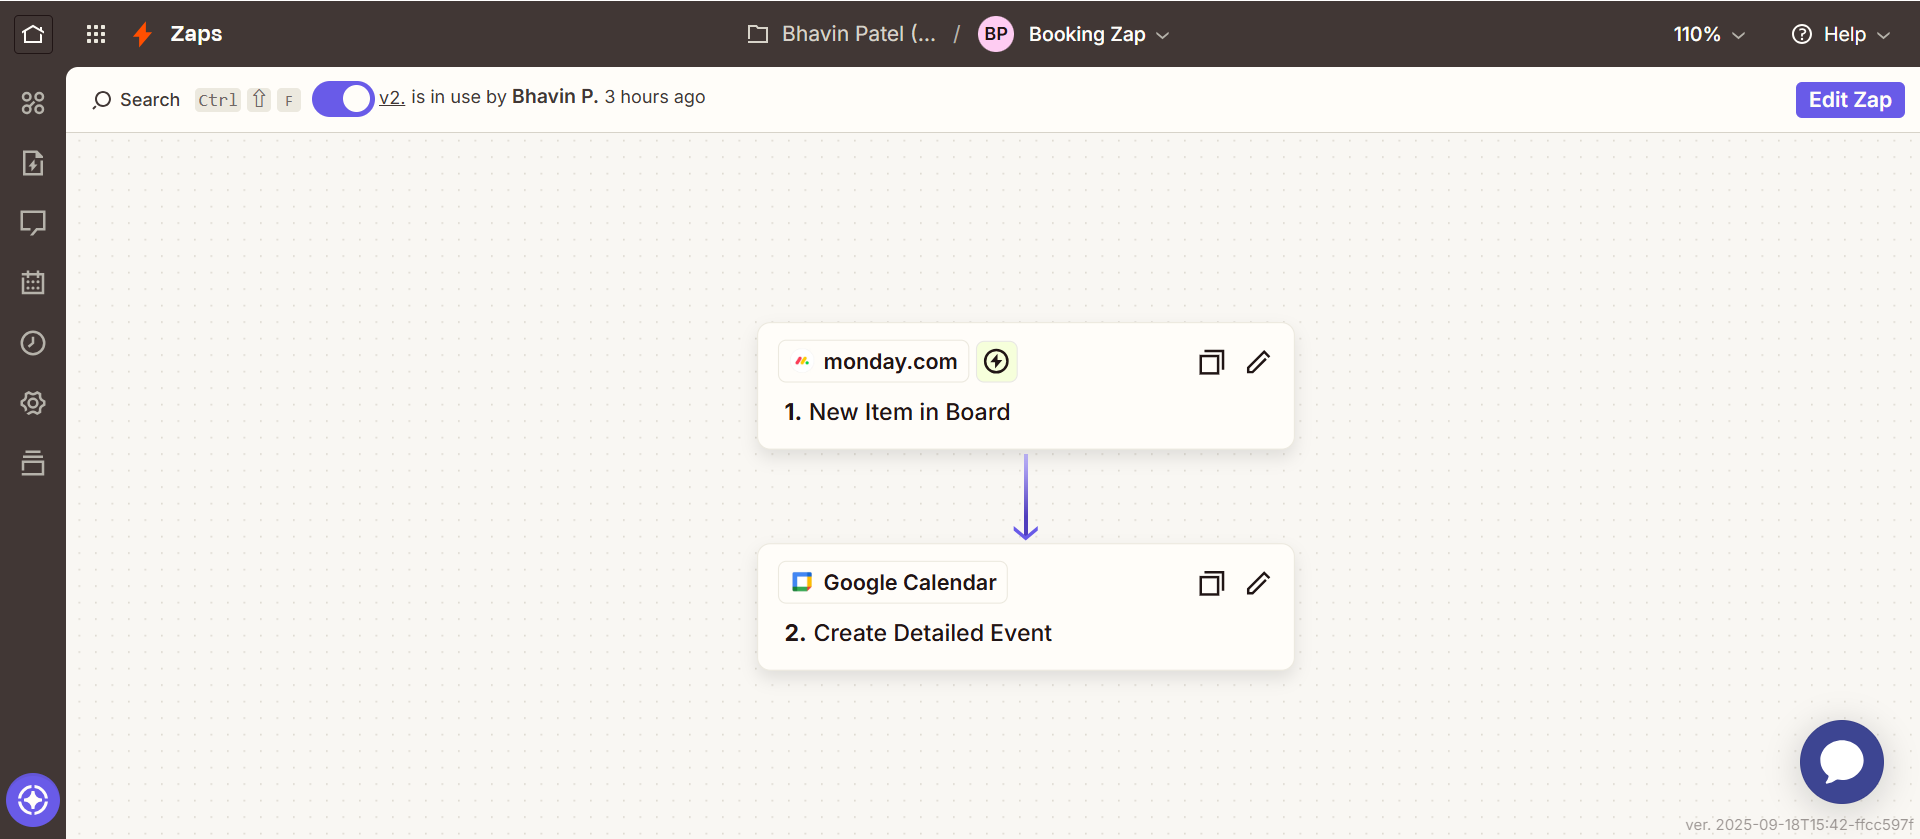 Zaps
Bhavin Patel (... / BP Booking Zap
110%
Help
Search Ctrl ⇧ F
v2. is in use by Bhavin P. 3 hours ago
Edit Zap
monday.com
1. New Item in Board
Google Calendar
2. Create Detailed Event
ver. 2025-09-18T15:42-ffcc597f